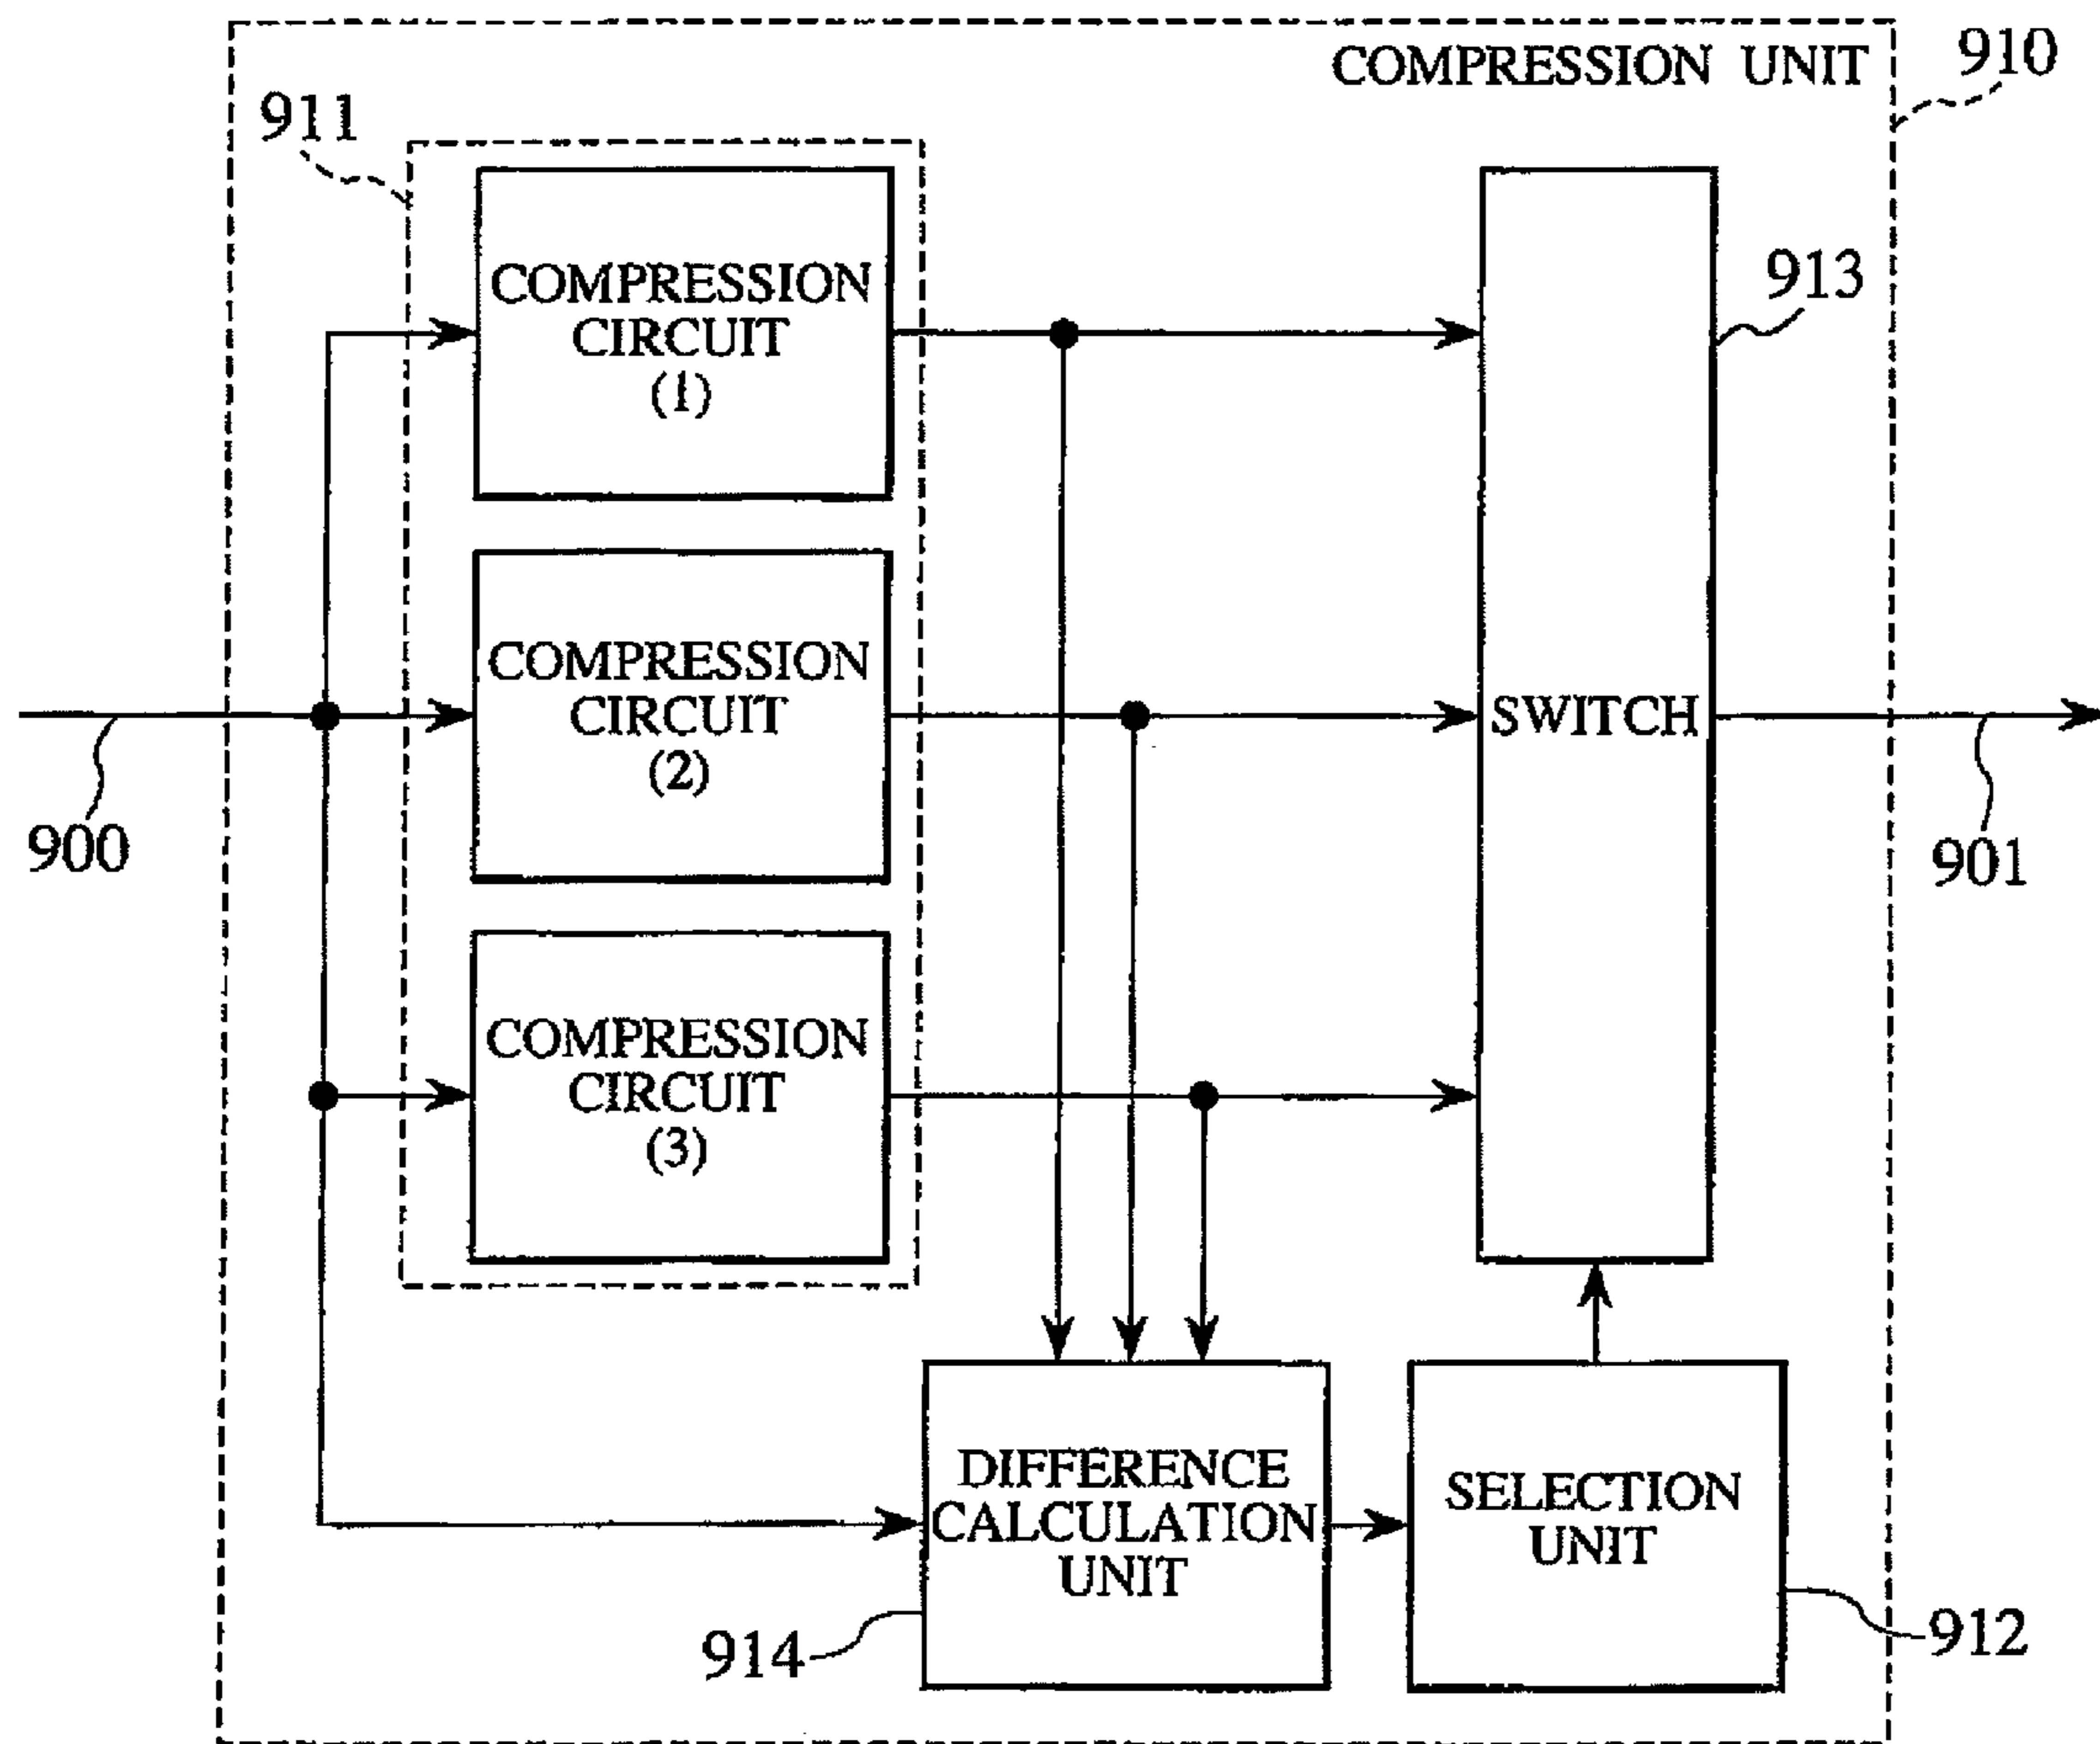 COMPRESSION UNIT
910
911
COMPRESSION
CIRCUIT
(1)
913
COMPRESSION
CIRCUIT
(2)
SWITCH
900
901
COMPRESSION
CIRCUIT
(3)
DIFFERENCE
CALCULATION
UNIT
SELECTION
UNIT
914
912